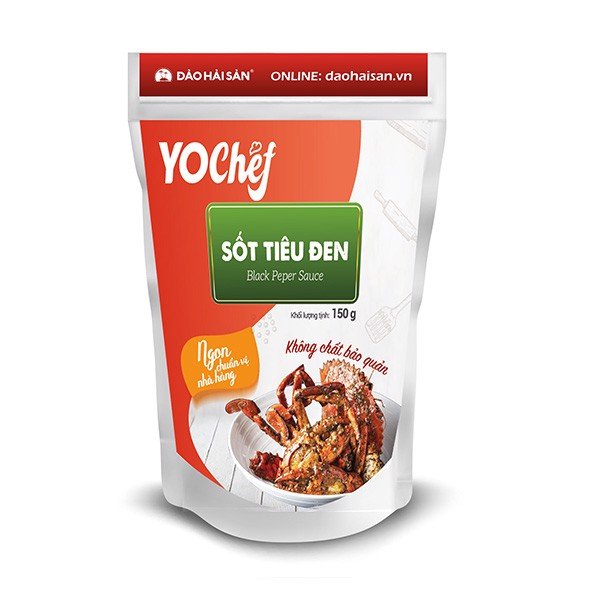 ĐẢO HẢI SẢN® ONLINE: daohaisan.vn
YOChef
SỐT TIÊU ĐEN
Black Peper Sauce
Khối lượng tịnh: 150 g
Ngon
chuẩn vị
nhà hàng
Không chất bảo quản